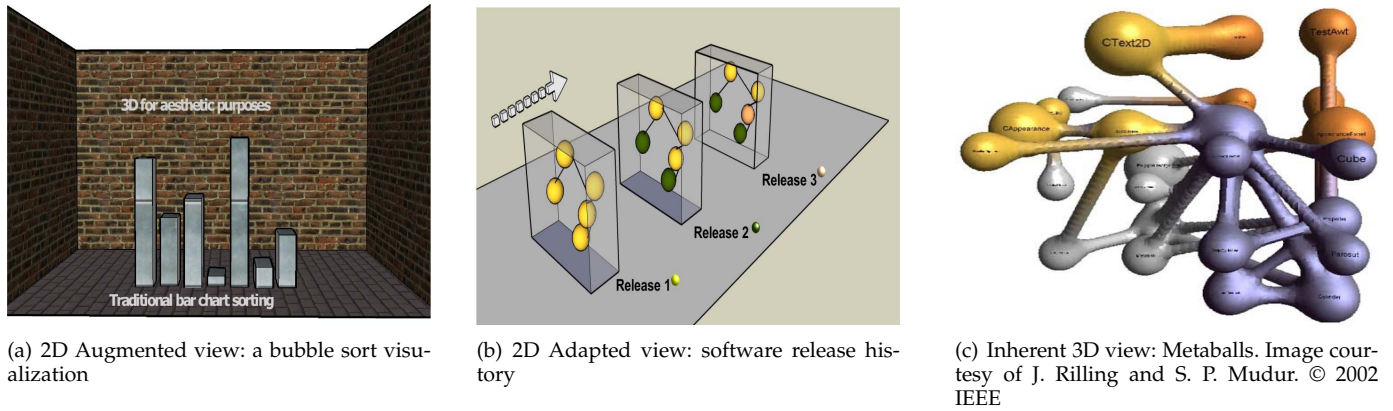 3D for aesthetic purposes
Traditional bar chart sorting
(a) 2D Augmented view: a bubble sort visu-
alization
Release 3
Release 2
Release 1
(b) 2D Adapted view: software release his-
tory
CText2D
TestAwt
CAppearance
AppearancePanel
Cube
Parosut
(c) Inherent 3D view: Metaballs. Image cour-
tesy of J. Rilling and S. P. Mudur. © 2002
IEEE